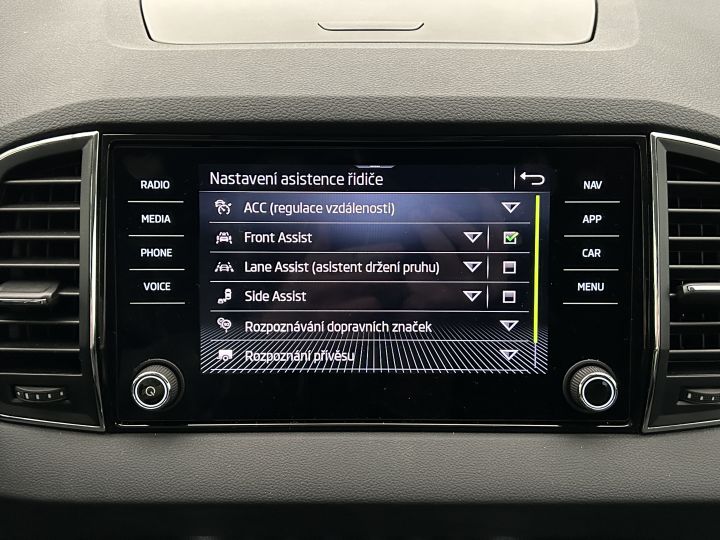 Nastavení asistence řidiče
ACC (regulace vzdálenosti)
Front Assist
Lane Assist (asistent držení pruhu)
Side Assist
Rozpoznávání dopravních značek
Rozpoznání přívěsu
RADIO
MEDIA
PHONE
VOICE
NAV
APP
CAR
MENU